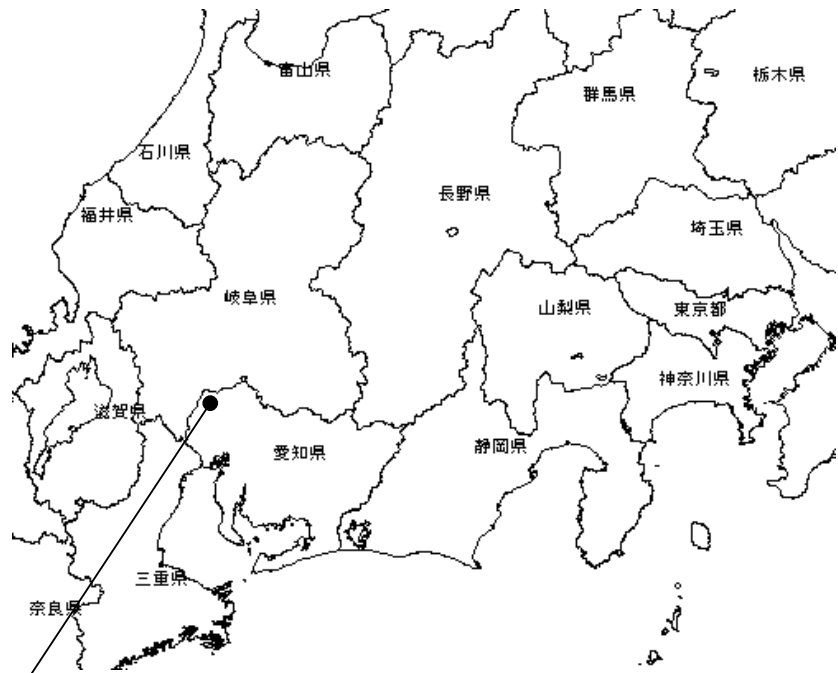 富山県
栃木県
群馬県
石川県
長野県
福井県
埼玉県
岐阜県
山梨県
東京都
神奈川県
滋賀県
愛知県
静岡県
三重県
奈良県